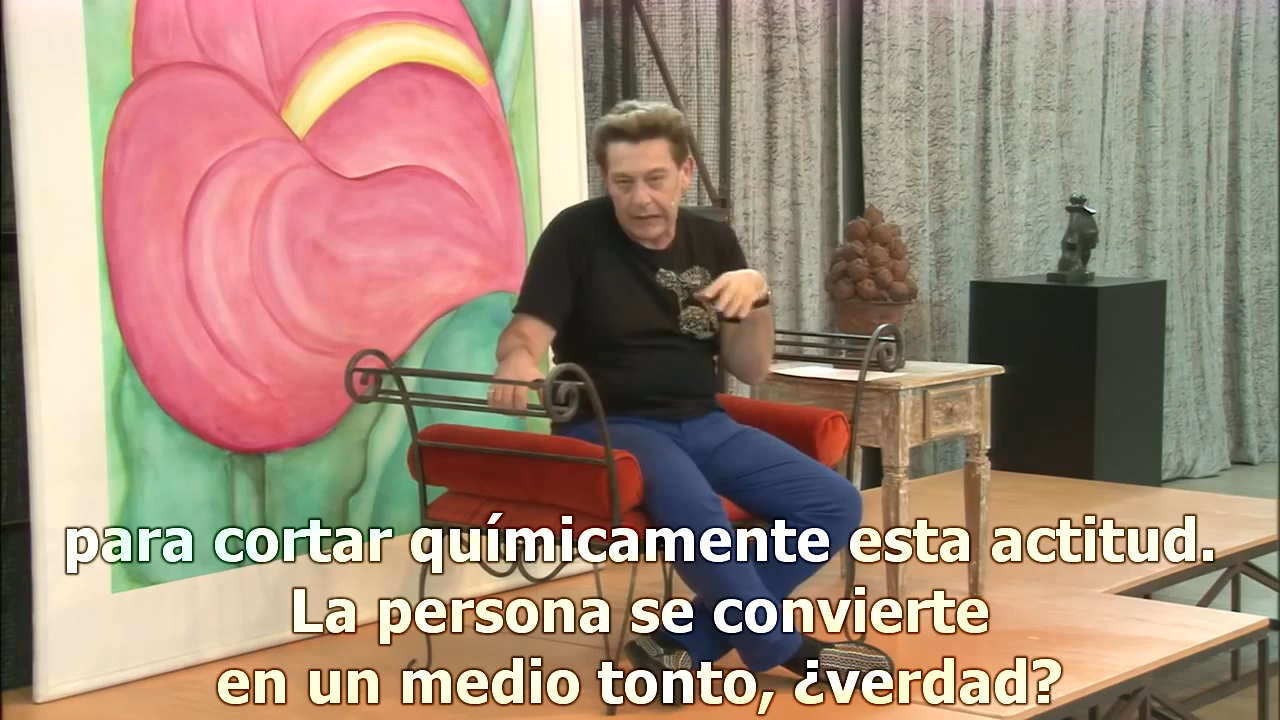 para cortar químicamente esta actitud.
La persona se convierte
en un medio tonto, ¿verdad?